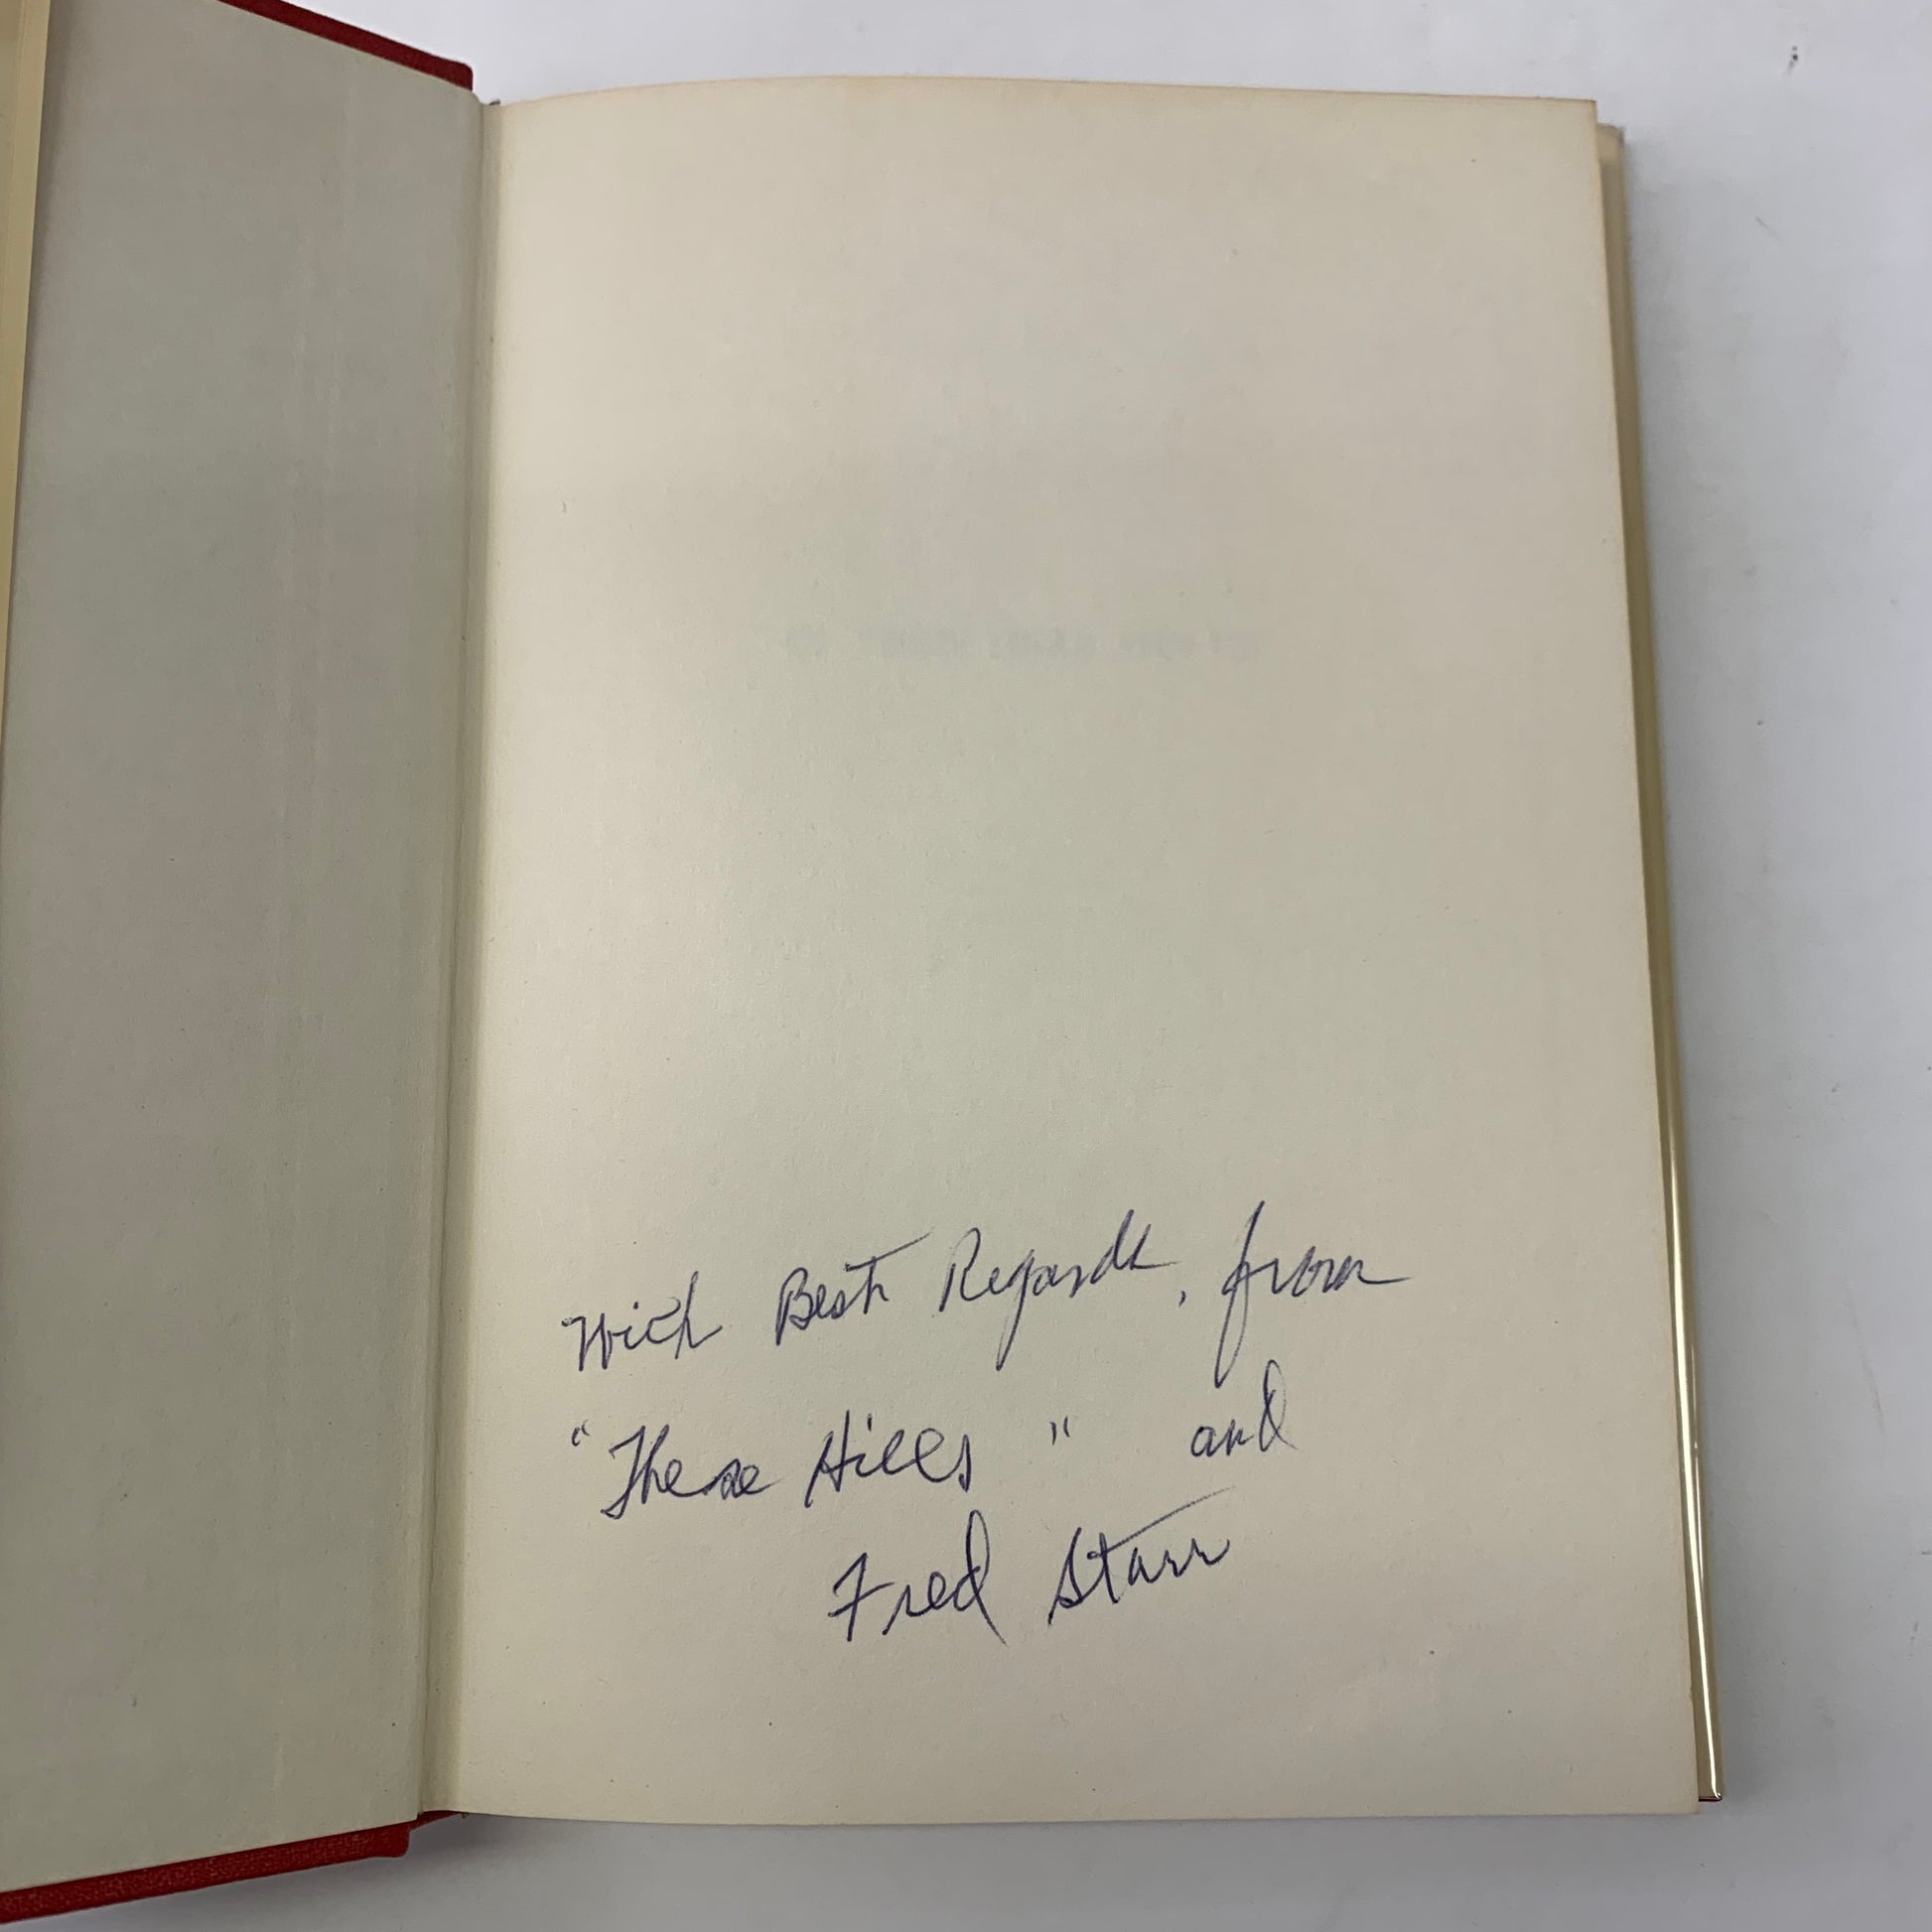 With Best Regards, from
"These Hills" and
Fred Starr